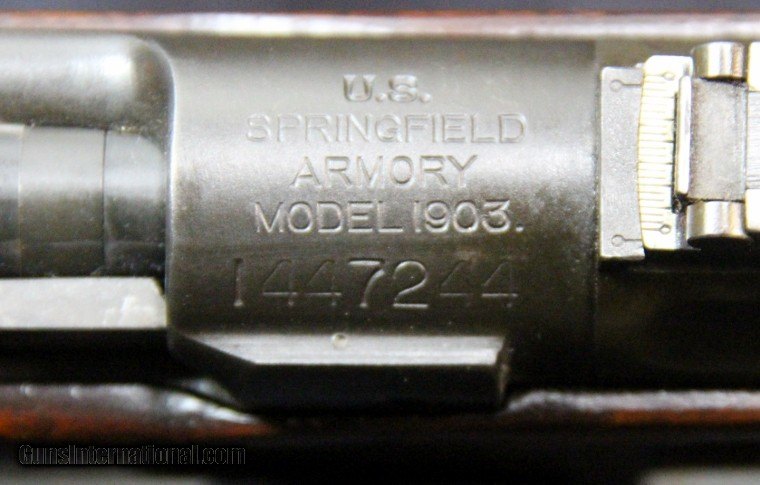 U.S.
SPRINGFIELD
ARMORY
MODEL 1903.
1447244
GunsInternational.com